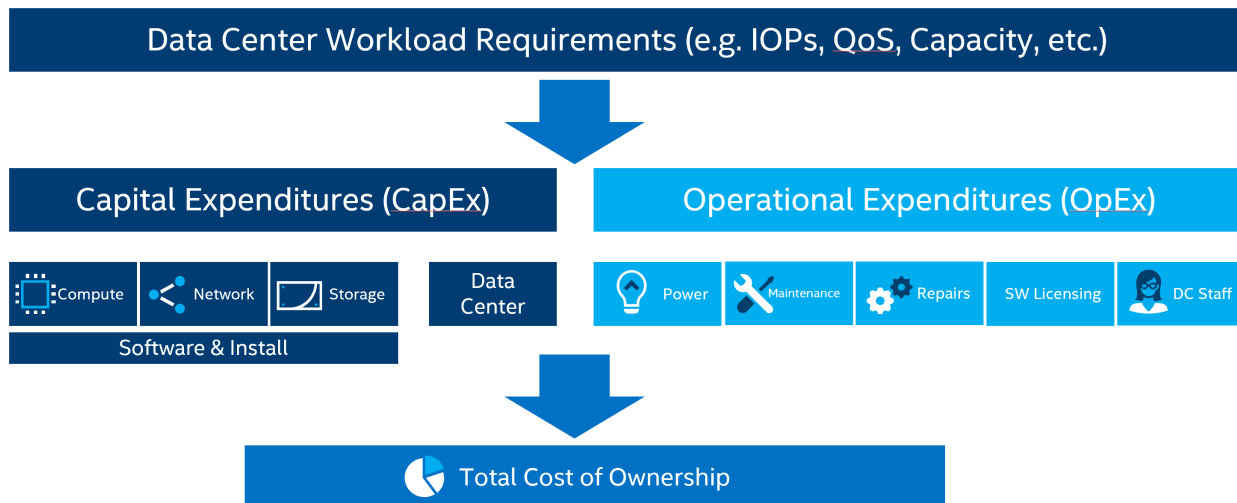 Data Center Workload Requirements (e.g. IOPs, QoS, Capacity, etc.)
Capital Expenditures (CapEx)
Operational Expenditures (OpEx)
Compute
Network
Storage
Data
Center
Power
Maintenance
Repairs
SW Licensing
DC Staff
Software & Install
Total Cost of Ownership